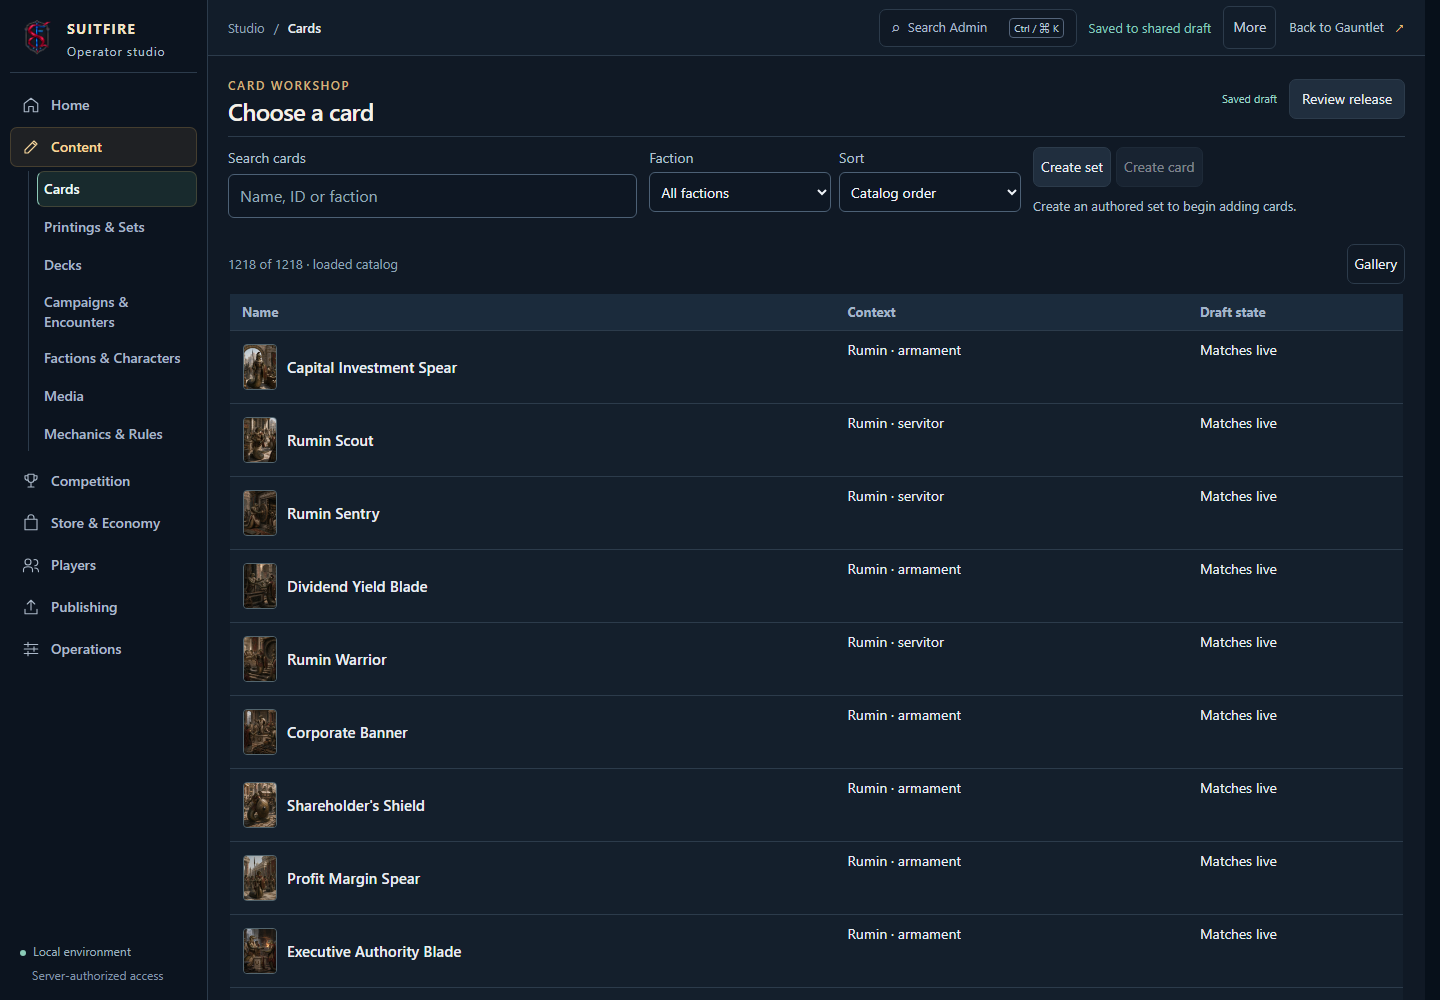 SUITFIRE
Operator studio
Home
Content
Cards
Printings & Sets
Decks
Campaigns &
Encounters
Factions & Characters
Media
Mechanics & Rules
Competition
Store & Economy
Players
Publishing
Operations
Local environment
Server-authorized access
Studio / Cards
Search Admin Ctrl / ⌘ K
Saved to shared draft
More
Back to Gauntlet ↗
CARD WORKSHOP
Choose a card
Saved draft
Review release
Search cards
Name, ID or faction
Faction
All factions
Sort
Catalog order
Create set
Create card
Create an authored set to begin adding cards.
1218 of 1218 · loaded catalog
Gallery
Name Context Draft state
Capital Investment Spear Rumin · armament Matches live
Rumin Scout Rumin · servitor Matches live
Rumin Sentry Rumin · servitor Matches live
Dividend Yield Blade Rumin · armament Matches live
Rumin Warrior Rumin · servitor Matches live
Corporate Banner Rumin · armament Matches live
Shareholder's Shield Rumin · armament Matches live
Profit Margin Spear Rumin · armament Matches live
Executive Authority Blade Rumin · armament Matches live